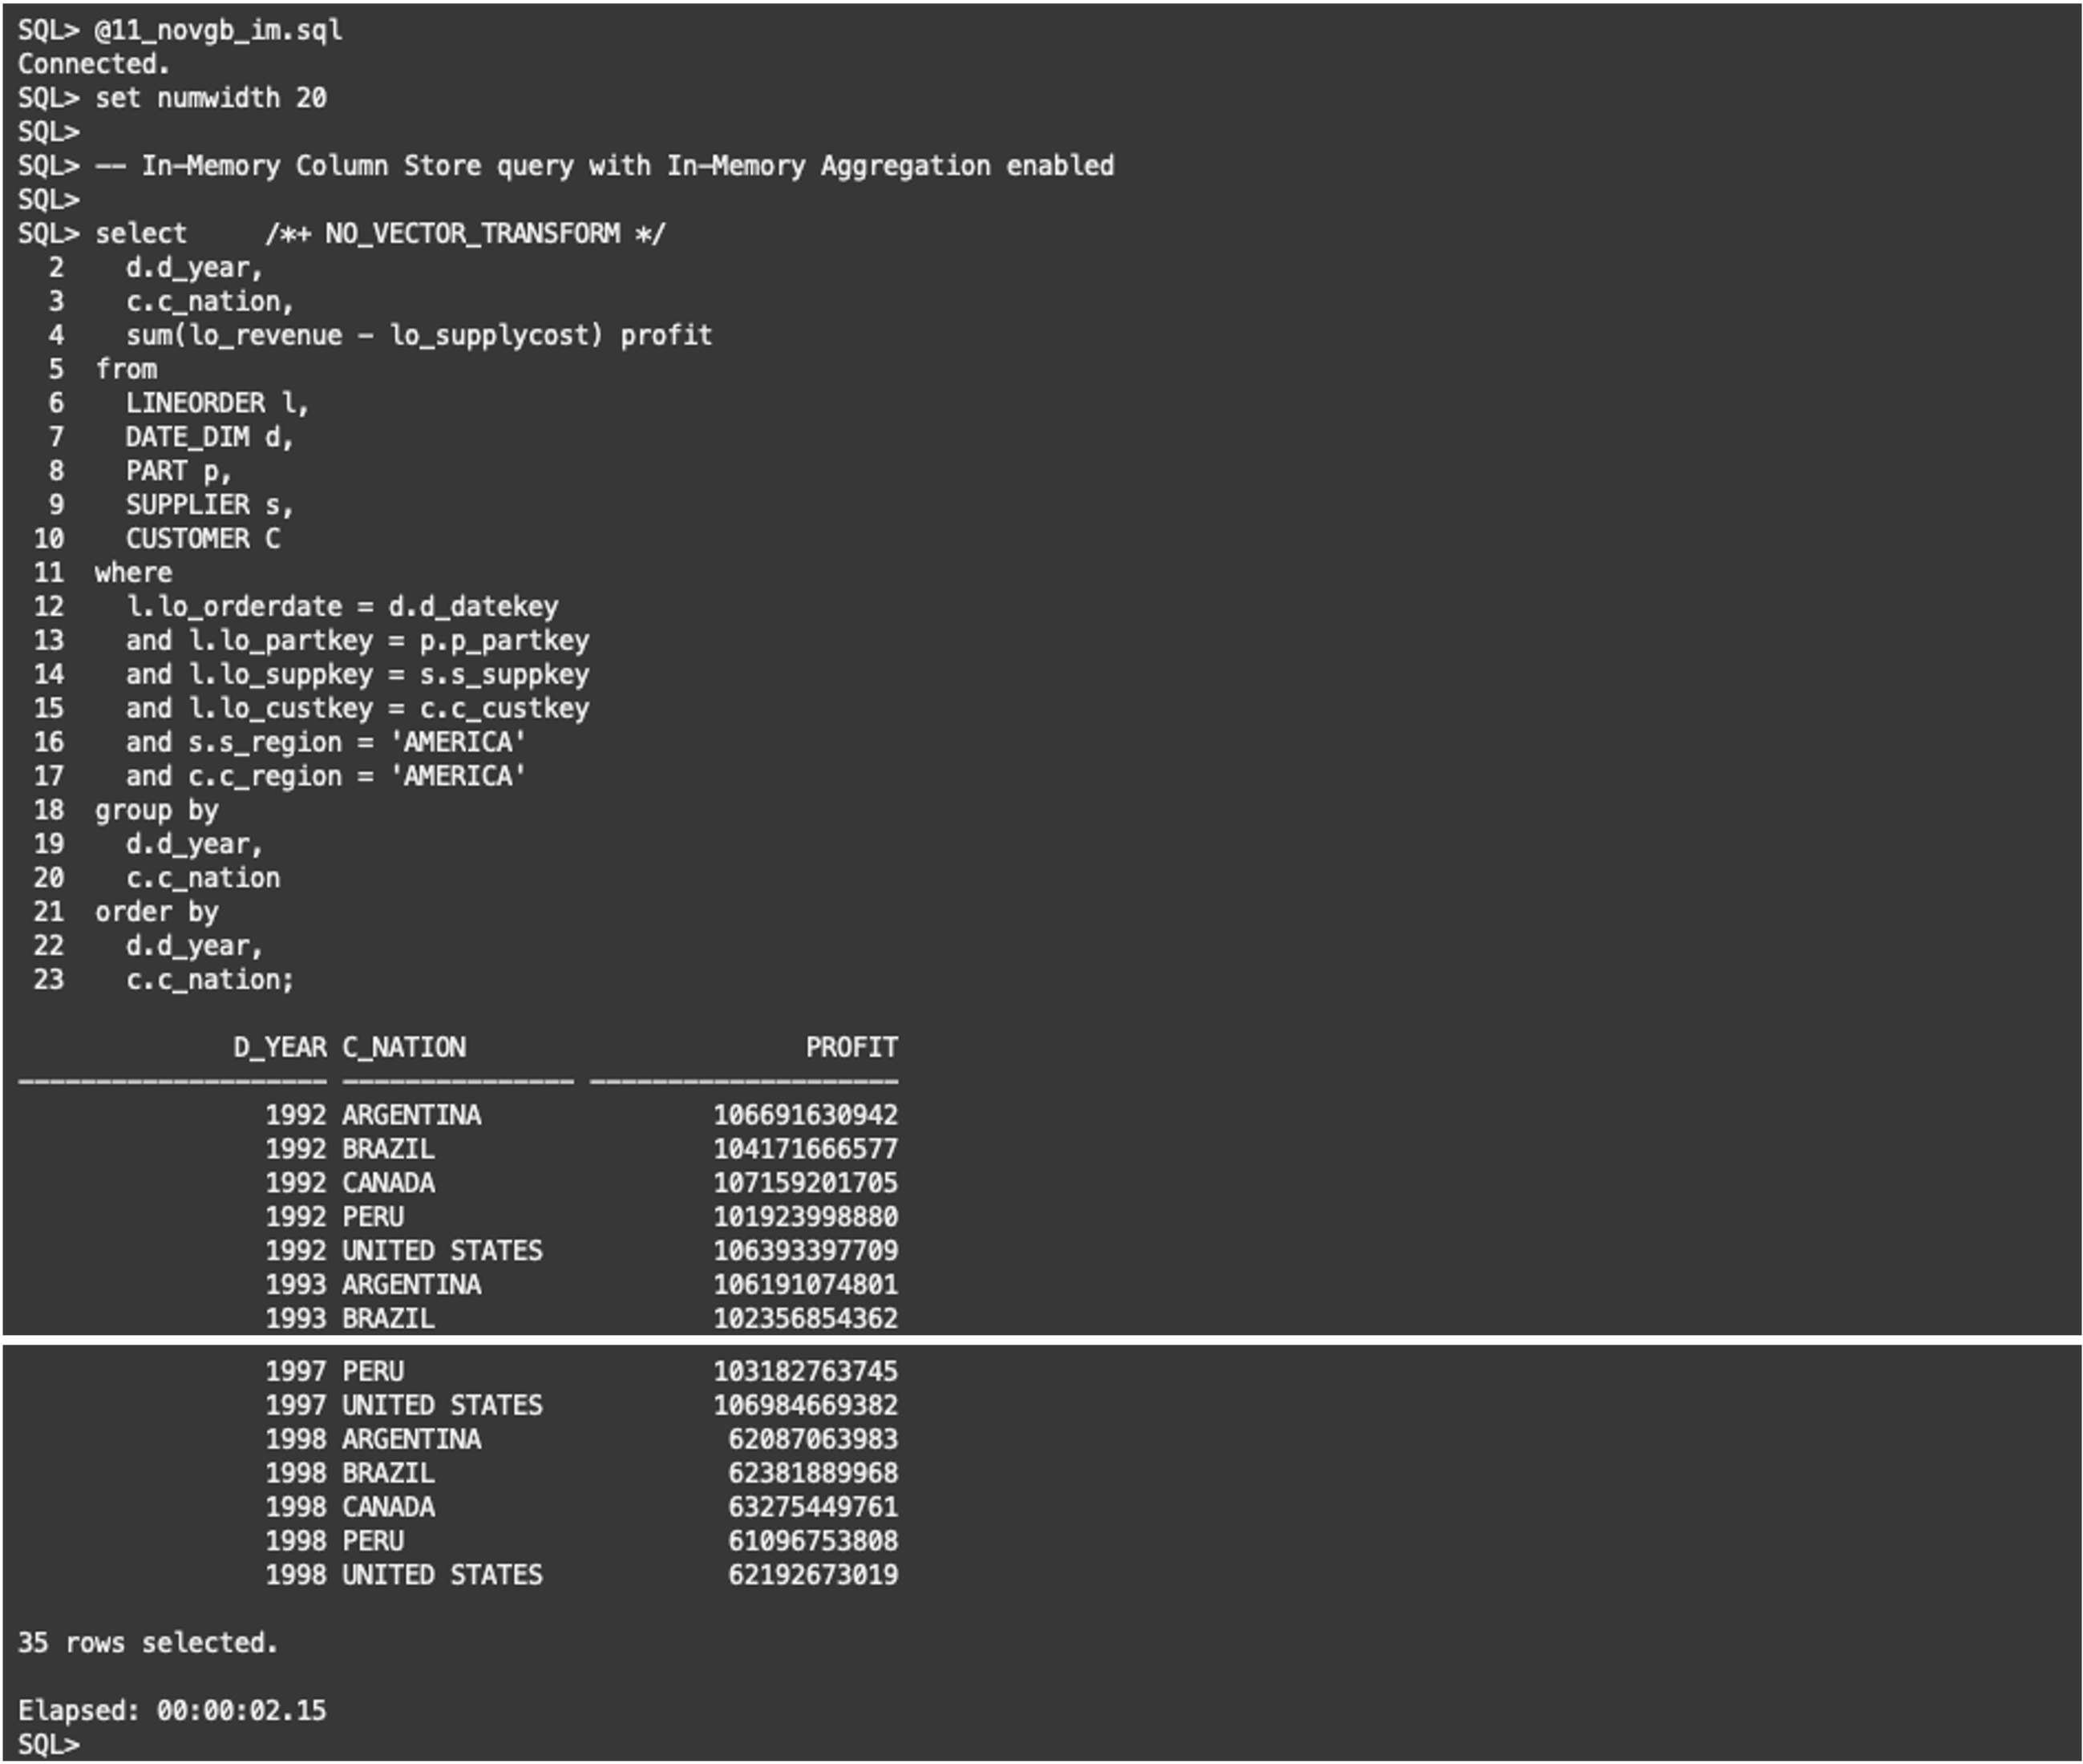 SQL> @11_novgb_im.sql
Connected.
SQL> set numwidth 20
SQL>
SQL> -- In-Memory Column Store query with In-Memory Aggregation enabled
SQL>
SQL> select     /*+ NO_VECTOR_TRANSFORM */
  2    d.d_year,
  3    c.c_nation,
  4    sum(lo_revenue - lo_supplycost) profit
  5  from
  6    LINEORDER l,
  7    DATE_DIM d,
  8    PART p,
  9    SUPPLIER s,
 10    CUSTOMER C
 11  where
 12    l.lo_orderdate = d.d_datekey
 13    and l.lo_partkey = p.p_partkey
 14    and l.lo_suppkey = s.s_suppkey
 15    and l.lo_custkey = c.c_custkey
 16    and s.s_region = 'AMERICA'
 17    and c.c_region = 'AMERICA'
 18  group by
 19    d.d_year,
 20    c.c_nation
 21  order by
 22    d.d_year,
 23    c.c_nation;
              D_YEAR C_NATION                      PROFIT
-------------------- --------------- --------------------
                1992 ARGENTINA               106691630942
                1992 BRAZIL                  104171666577
                1992 CANADA                  107159201705
                1992 PERU                    101923998880
                1992 UNITED STATES           106393397709
                1993 ARGENTINA               106191074801
                1993 BRAZIL                  102356854362
                1997 PERU                    103182763745
                1997 UNITED STATES           106984669382
                1998 ARGENTINA                62087063983
                1998 BRAZIL                   62381889968
                1998 CANADA                   63275449761
                1998 PERU                     61096753808
                1998 UNITED STATES            62192673019
35 rows selected.
Elapsed: 00:00:02.15
SQL>